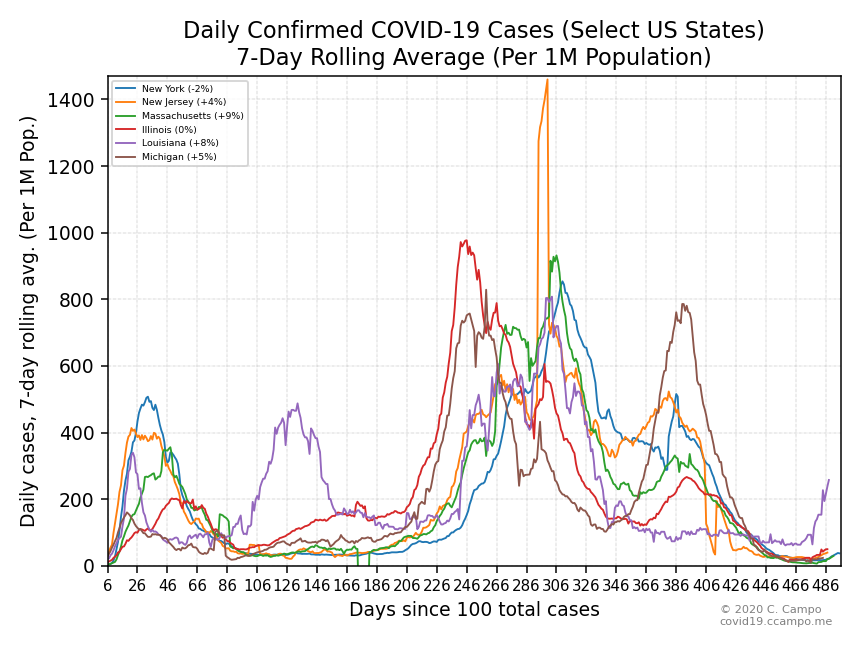 Daily Confirmed COVID-19 Cases (Select US States)
7-Day Rolling Average (Per 1M Population)
Daily cases, 7-day rolling avg. (Per 1M Pop.)
1400
1200
1000
800
600
400
200
0
New York (-2%)
New Jersey (+4%)
Massachusetts (+9%)
Illinois (0%)
Louisiana (+8%)
Michigan (+5%)
6 26 46 66 86 106 126 146 166 186 206 226 246 266 286 306 326 346 366 386 406 426 446 466 486
Days since 100 total cases
© 2020 C. Campo
covid19.ccampo.me